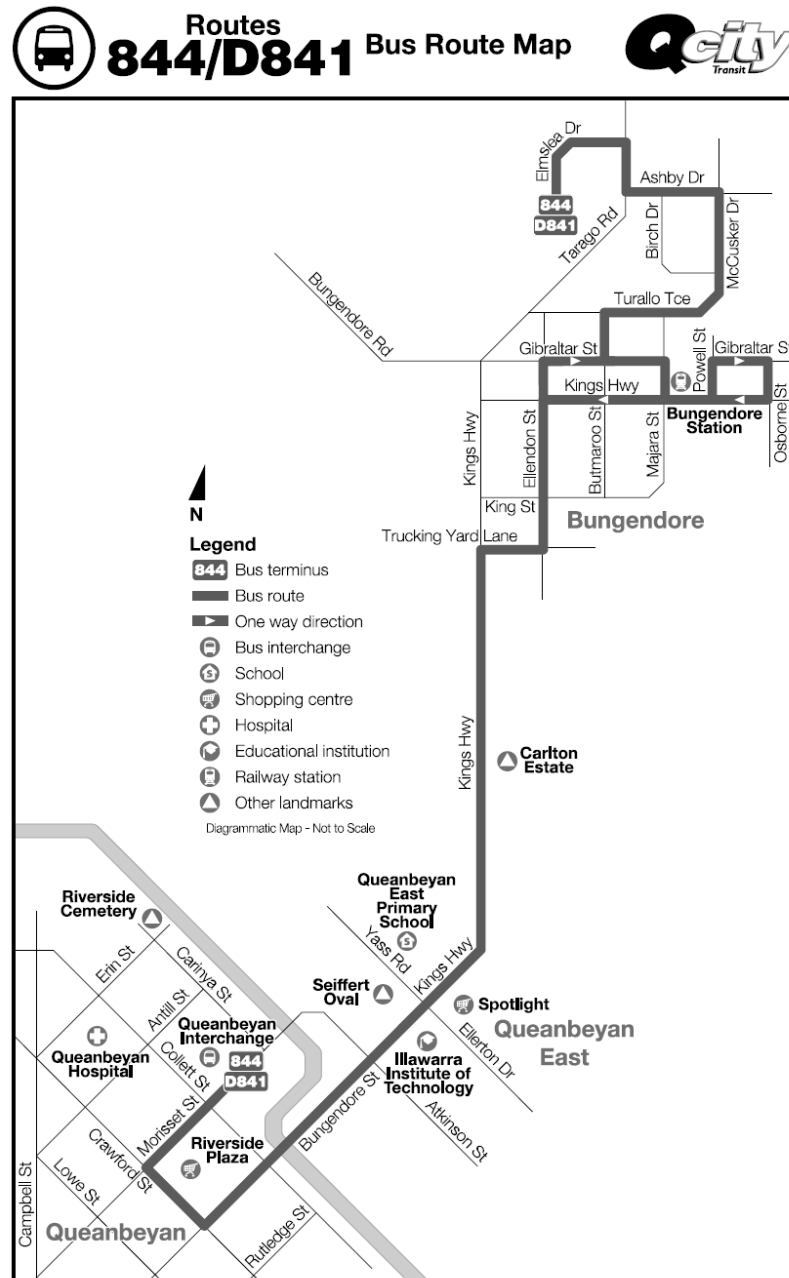 Routes
844/D841
Bus Route Map
Qcity
Transit
Elmslea Dr
Ashby Dr
844
D841
Tarago Rd
Birch Dr
McCusker Dr
Bungendore Rd
Turallo Tce
Gibraltar St
Powell St
Gibraltar St
Kings Hwy
Bungendore
Station
Osborne St
Kings Hwy
Ellendon St
Butmaroo St
Majara St
King St
Bungendore
Trucking Yard Lane
N
Legend
844 Bus terminus
Bus route
One way direction
Bus interchange
S School
Shopping centre
Hospital
Educational institution
Railway station
Other landmarks
Diagrammatic Map - Not to Scale
Kings Hwy
Carlton
Estate
Riverside
Cemetery
Queanbeyan
East
Primary
School
S
Yass Rd
Kings Hwy
Erin St
Carinya St
Seiffert
Oval
Spotlight
Antill St
Queanbeyan
Interchange
Queanbeyan
East
Ellerton Dr
Queanbeyan
Hospital
Collett St
844
D841
Illawarra
Institute of
Technology
Morisset St
Bungendore St
Atkinson St
Crawford St
Riverside
Plaza
Lowe St
Campbell St
Queanbeyan
Rutledge St